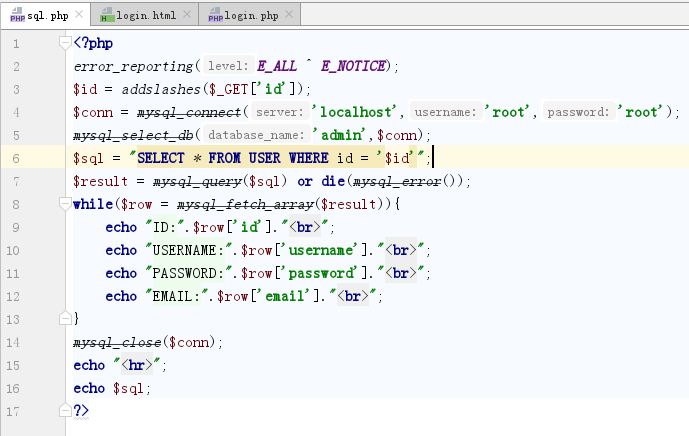 sql.php × login.html × login.php ×
1 <?php
2 error_reporting( level: E_ALL ^ E_NOTICE);
3 $id = addslashes($_GET['id']);
4 $conn = mysql_connect( server: 'localhost', username: 'root', password: 'root');
5 mysql_select_db( database_name: 'admin',$conn);
6 $sql = "SELECT * FROM USER WHERE id = '$id'";
7 $result = mysql_query($sql) or die(mysql_error());
8 while($row = mysql_fetch_array($result)){
9 echo "ID:".$row['id']."<br>";
10 echo "USERNAME:".$row['username']."<br>";
11 echo "PASSWORD:".$row['password']."<br>";
12 echo "EMAIL:".$row['email']."<br>";
13 }
14 mysql_close($conn);
15 echo "<hr>";
16 echo $sql;
17 ?>